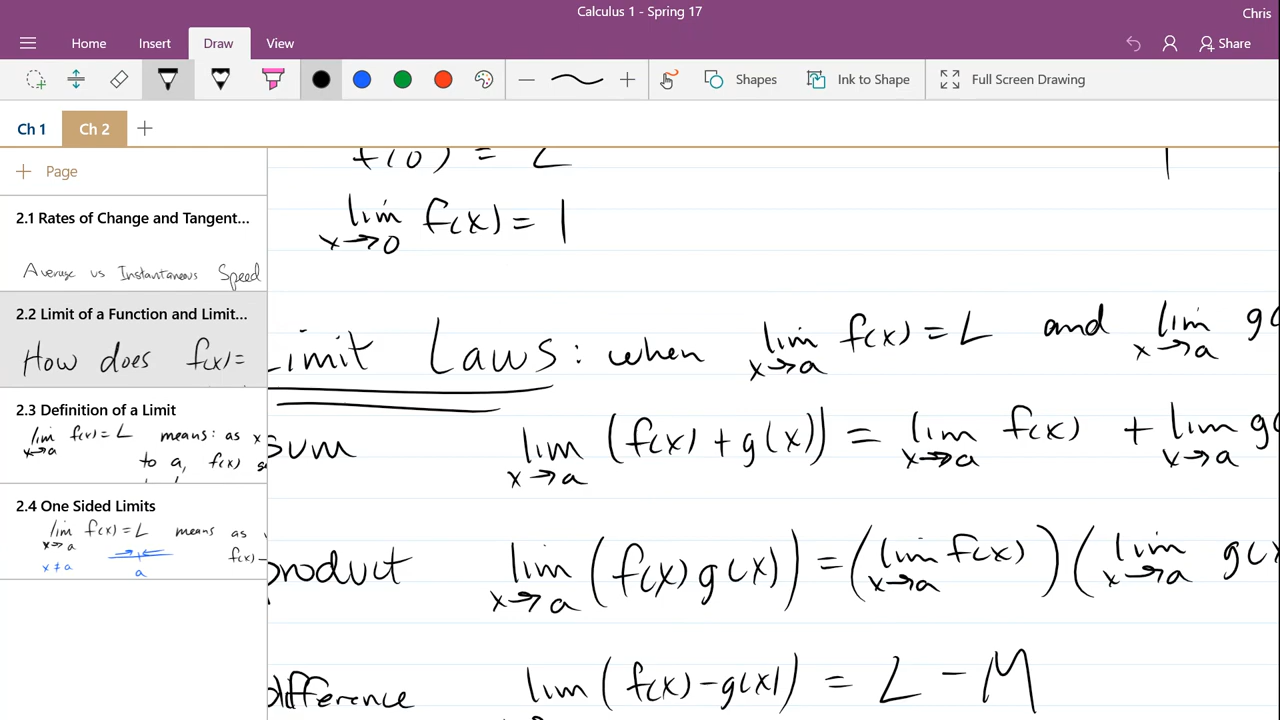 Calculus 1 - Spring 17
Chris
Home Insert Draw View
Share
Shapes
Ink to Shape
Full Screen Drawing
Ch 1 Ch 2
Page
2.1 Rates of Change and Tangent...
Average vs Instantaneous Speed
2.2 Limit of a Function and Limit...
How does f(x)=
2.3 Definition of a Limit
lim x→a f(x) = L means: as x
to a, f(x) g
2.4 One Sided Limits
lim x→a f(x) = L means as
x≠a a f(x)-
f(0) = 2
lim x→0 f(x) = 1
Limit Laws: when lim x→a f(x) = L and lim x→a g(
sum lim x→a (f(x) + g(x)) = lim x→a f(x) + lim x→a g(
product lim x→a (f(x) g(x)) = (lim x→a f(x)) (lim x→a g(x
difference lim (f(x) - g(x)) = L - M